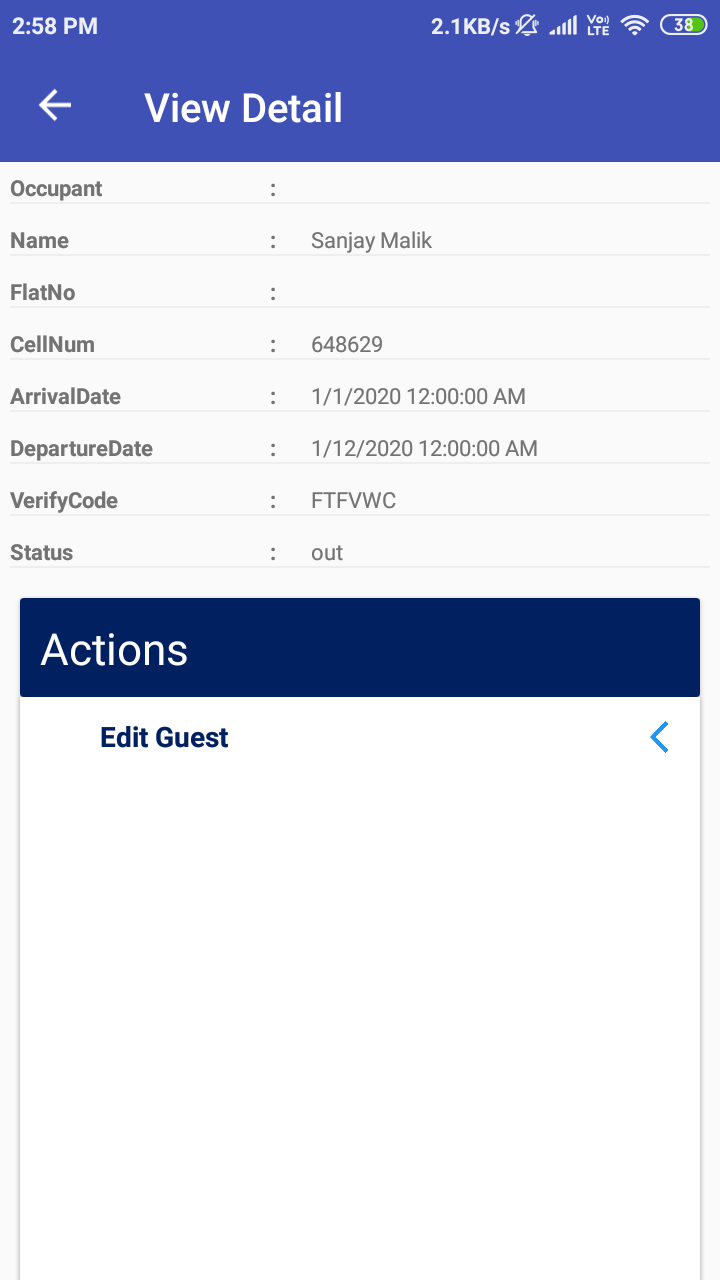 2:58 PM 2.1KB/s Vo) LTE 38
View Detail
Occupant :
Name : Sanjay Malik
FlatNo :
CellNum : 648629
ArrivalDate : 1/1/2020 12:00:00 AM
DepartureDate : 1/12/2020 12:00:00 AM
VerifyCode : FTFVWC
Status : out
Actions
Edit Guest